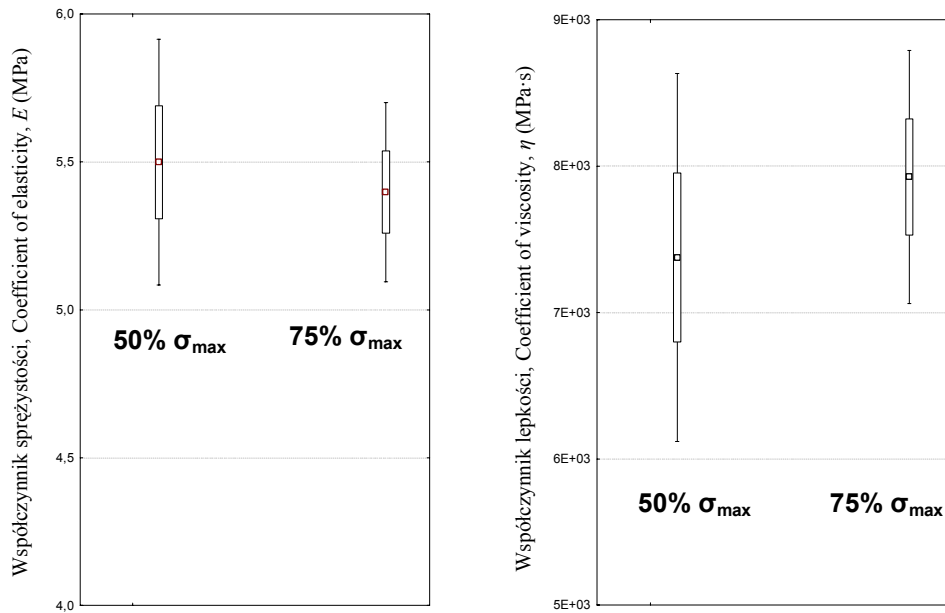 Współczynnik sprężystości, Coefficient of elasticity, E (MPa)
6,0
5,5
5,0
4,5
4,0
50% σmax
75% σmax
Współczynnik lepkości, Coefficient of viscosity, η (MPa·s)
9E+03
8E+03
7E+03
6E+03
5E+03
50% σmax
75% σmax